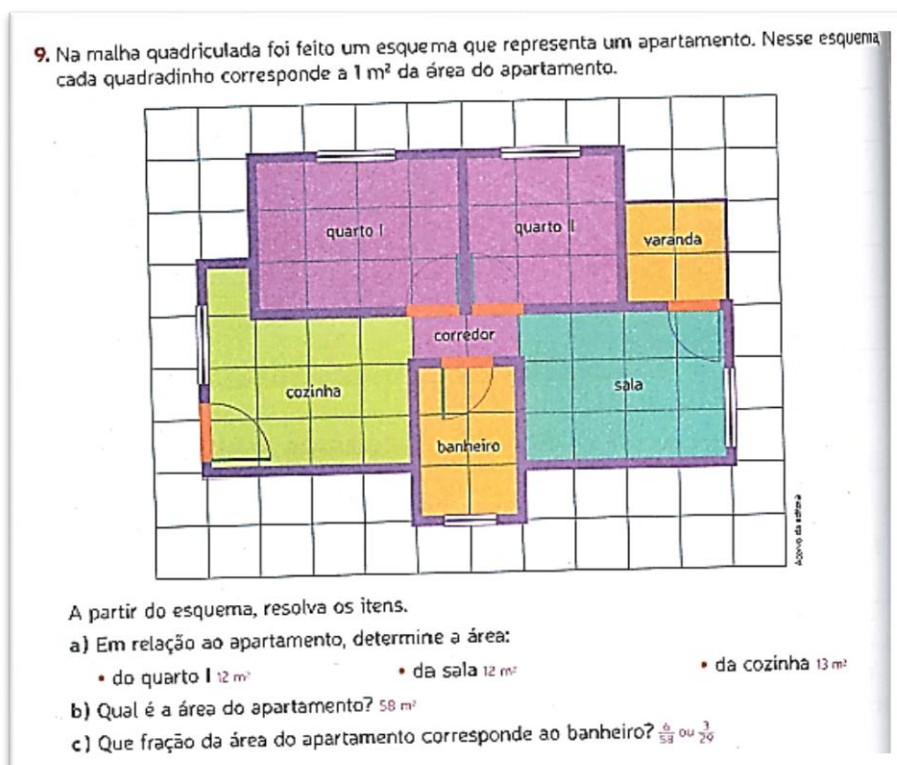 9. Na malha quadriculada foi feito um esquema que representa um apartamento. Nesse esquema,
cada quadradinho corresponde a 1 m² da área do apartamento.
quarto I
quarto II
varanda
corredor
cozinha
sala
banheiro
Acervo da editora
A partir do esquema, resolva os itens.
a) Em relação ao apartamento, determine a área:
• do quarto I 12 m² • da sala 12 m² • da cozinha 13 m²
b) Qual é a área do apartamento? 58 m²
c) Que fração da área do apartamento corresponde ao banheiro? 6/58 ou 3/29